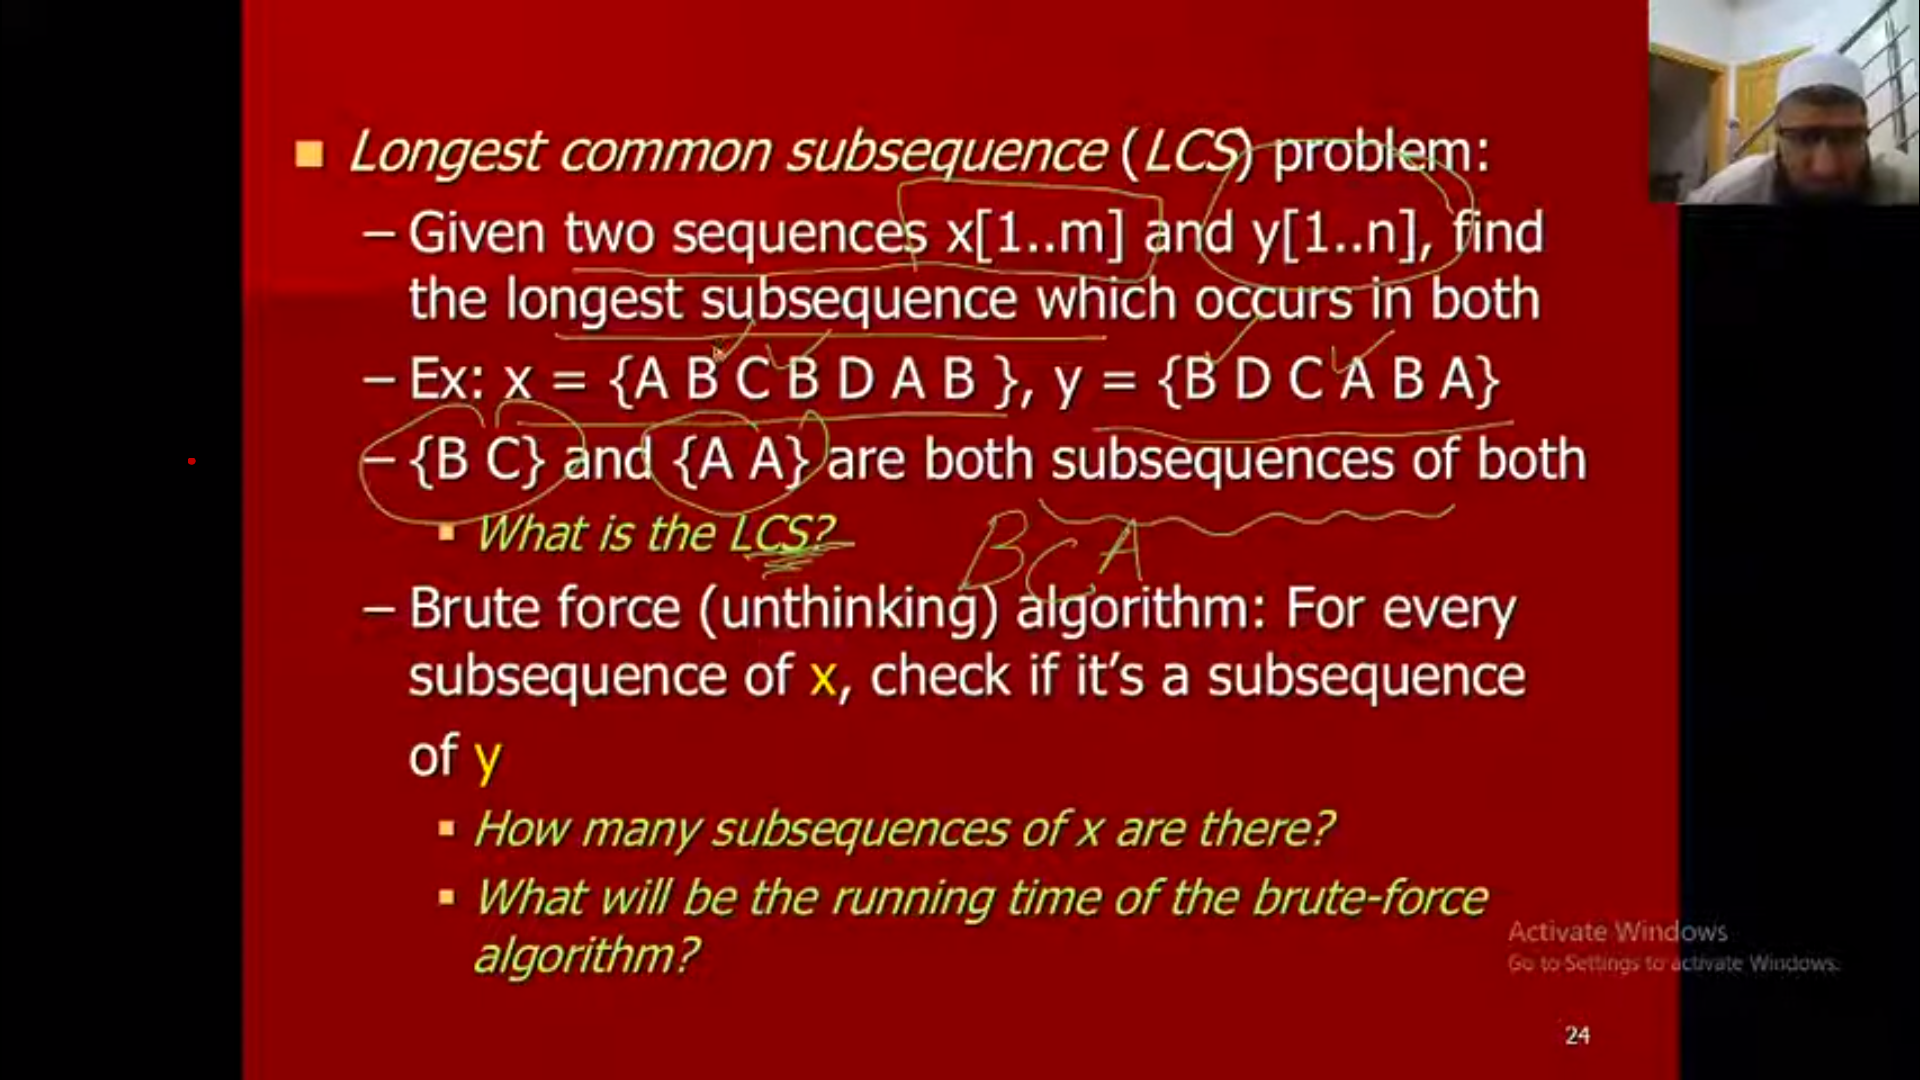 Longest common subsequence (LCS) problem:
– Given two sequences x[1..m] and y[1..n], find
the longest subsequence which occurs in both
– Ex: x = {A B C B D A B }, y = {B D C A B A}
– {B C} and {A A} are both subsequences of both
What is the LCS?
B C A
– Brute force (unthinking) algorithm: For every
subsequence of x, check if it’s a subsequence
of y
How many subsequences of x are there?
What will be the running time of the brute-force
algorithm?
Activate Windows
Go to Settings to activate Windows.
24